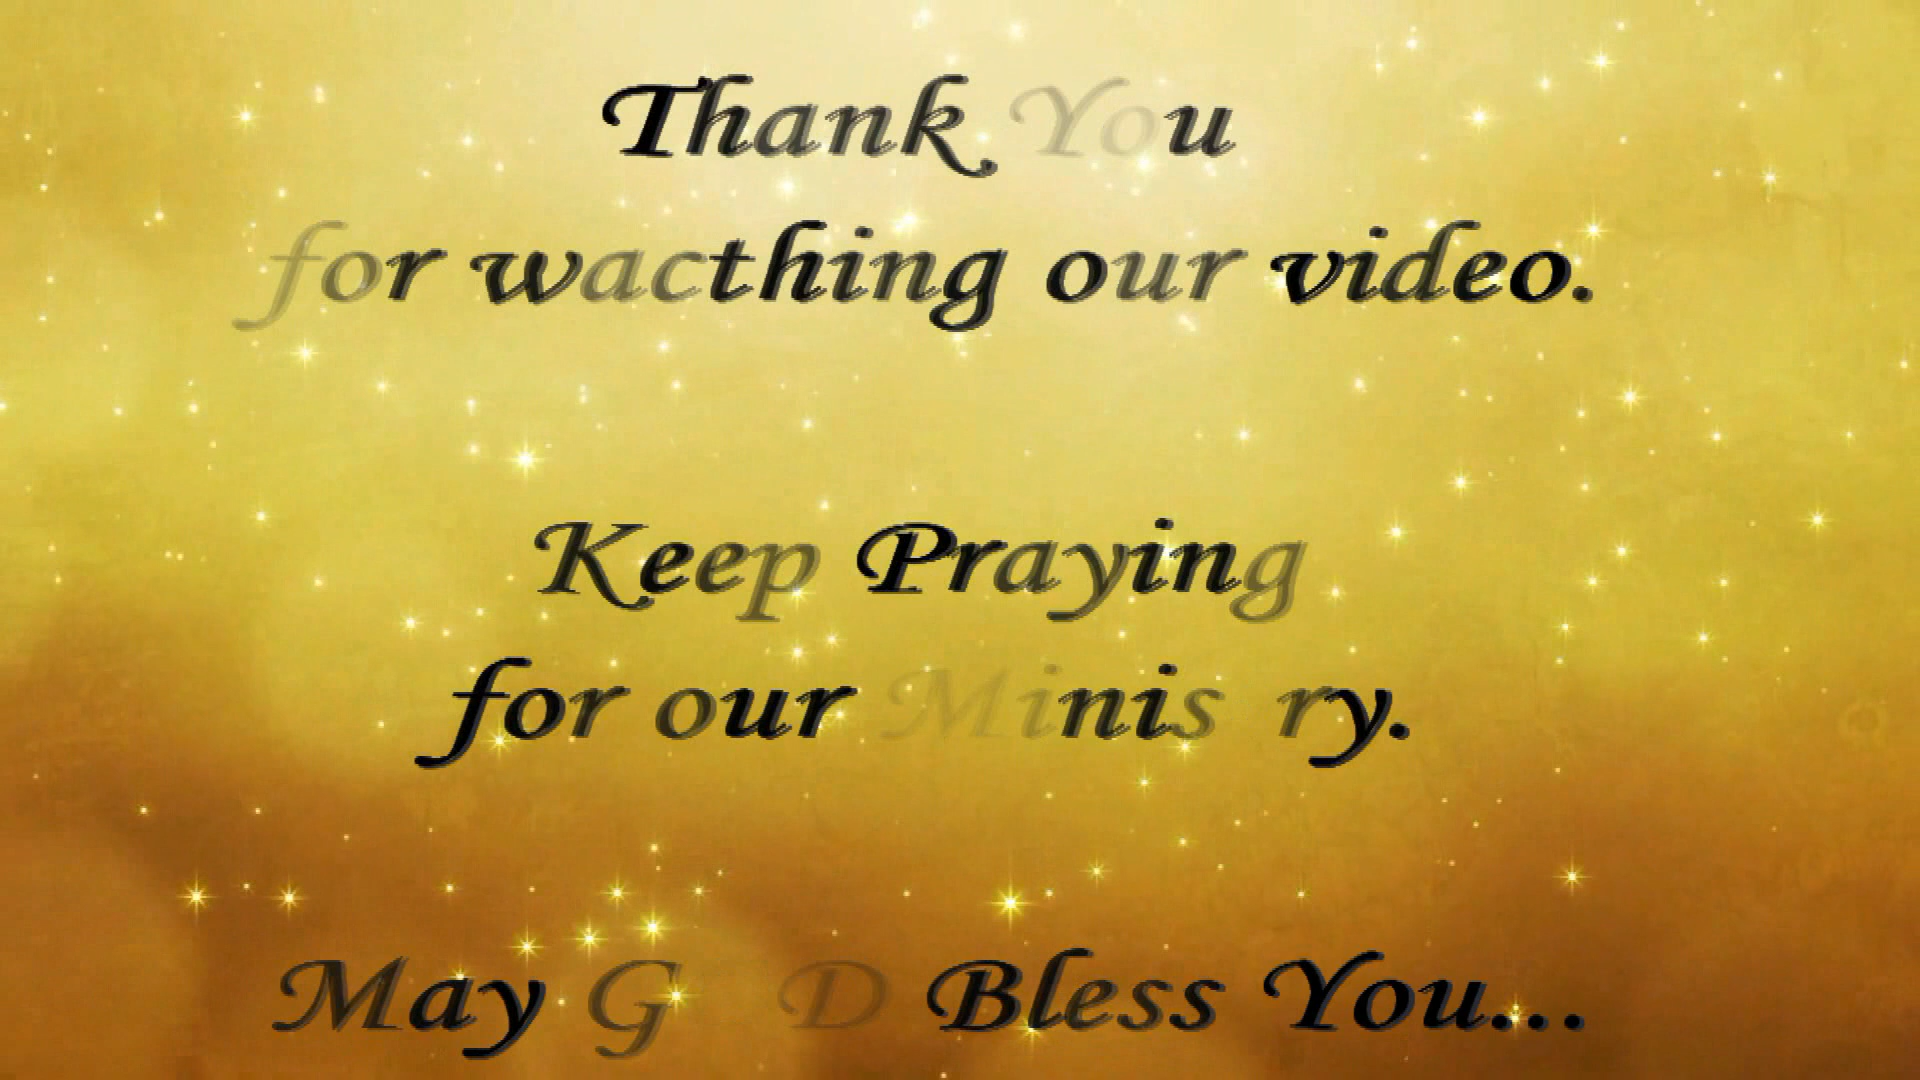 Thank You
for wacthing our video.
Keep Praying
for our Minis ry.
May G D Bless You...